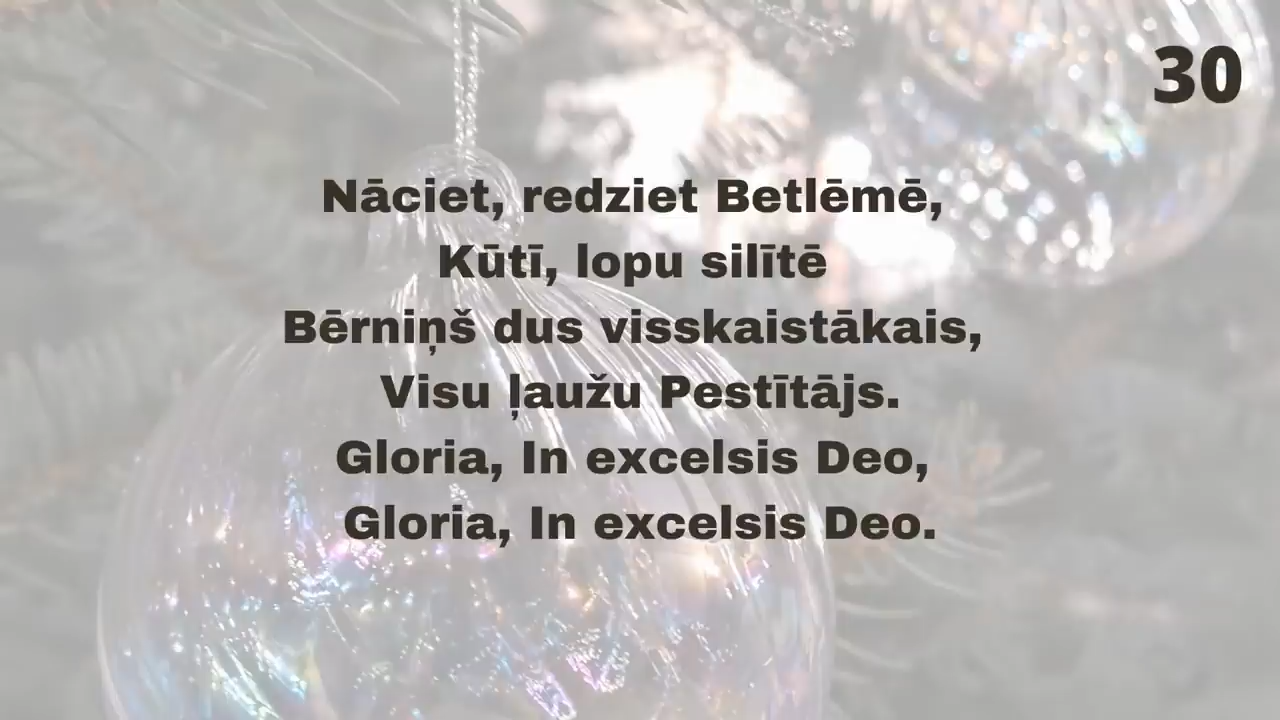 30
Nāciet, redziet Betlēmē,
Kūtī, lopu silītē
Bērniņš dus visskaistākais,
Visu ļaužu Pestītājs.
Gloria, In excelsis Deo,
Gloria, In excelsis Deo.